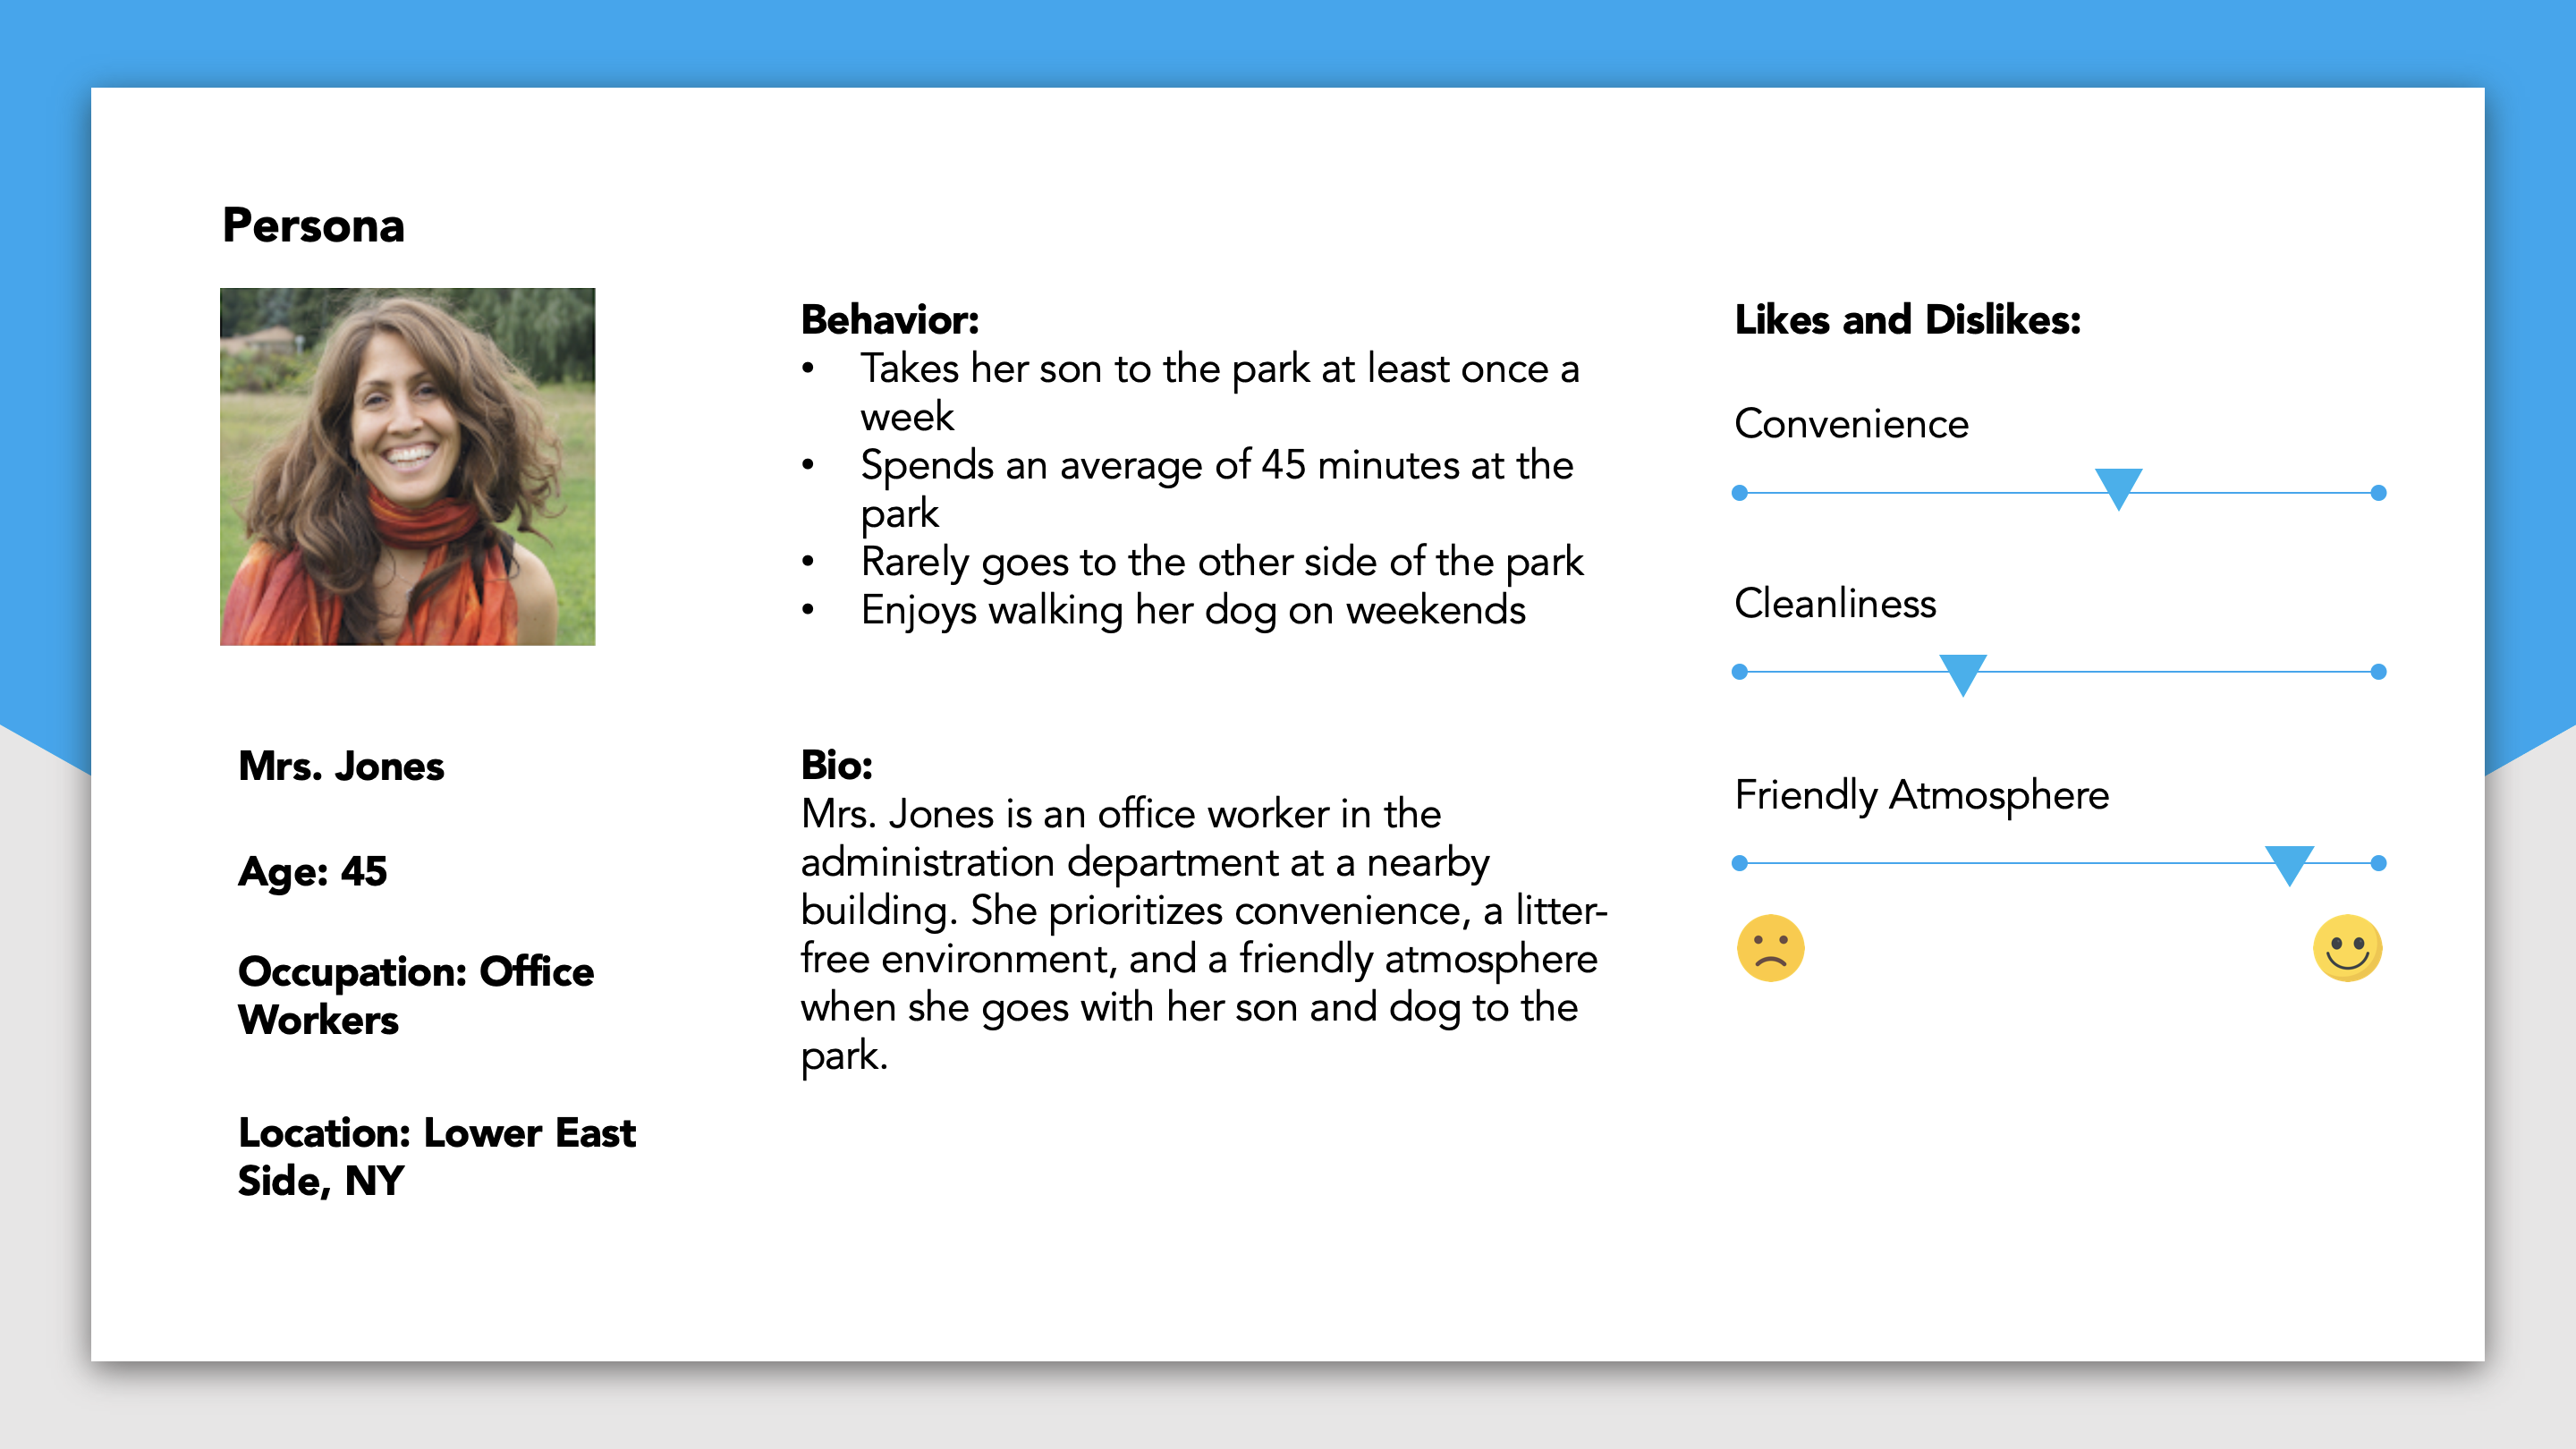 Persona
Mrs. Jones
Age: 45
Occupation: Office
Workers
Location: Lower East
Side, NY
Behavior:
• Takes her son to the park at least once a
week
• Spends an average of 45 minutes at the
park
• Rarely goes to the other side of the park
• Enjoys walking her dog on weekends
Bio:
Mrs. Jones is an office worker in the
administration department at a nearby
building. She prioritizes convenience, a litter-
free environment, and a friendly atmosphere
when she goes with her son and dog to the
park.
Likes and Dislikes:
Convenience
Cleanliness
Friendly Atmosphere